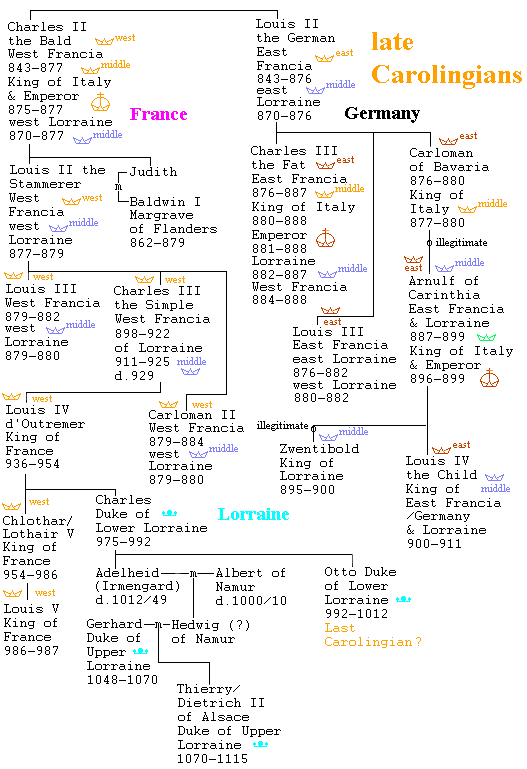 late
Carolingians
Charles II
the Bald west
West Francia
843-877 middle
King of Italy
& Emperor
875-877
west Lorraine
870-877 middle
France
Louis II
the German
East east
Francia
843-876 middle
east
Lorraine
870-876
Germany
Louis II the
Stammerer
West west
Francia
west middle
Lorraine
877-879
Judith
m
Baldwin I
Margrave
of Flanders
862-879
Charles III
the Fat east
East Francia
876-887 middle
King of Italy
880-888
Emperor
881-888
Lorraine
882-887 middle
West Francia
884-888
east
Carloman
of Bavaria
876-880
King of
Italy middle
877-880
illegitimate
east middle
Arnulf of
Carinthia
East Francia
& Lorraine
887-899
King of Italy
& Emperor
896-899
west
Louis III
West Francia
879-882
west middle
Lorraine
879-880
west
Charles III
the Simple
West Francia
898-922
of Lorraine
911-925 middle
d.929
east
Louis III
East Francia
east Lorraine
876-882
west Lorraine
880-882
west
Louis IV
d'Outremer
King of
France
936-954
west
Carloman II
West Francia
879-884
west middle
Lorraine
879-880
illegitimate
middle
Zwentibold
King of
Lorraine
895-900
east
Louis IV
the Child
King of middle
East Francia
/Germany
& Lorraine
900-911
west
Chlothar/
Lothair V
King of
France
954-986
Charles
Duke of
Lower Lorraine
975-992
Lorraine
Adelheid m Albert of
(Irmengard) Namur
d.1012/49 d.1000/10
Otto Duke
of Lower
Lorraine
992-1012
Last
Carolingian?
west
Louis V
King of
France
986-987
Gerhard m Hedwig (?)
Duke of of Namur
Upper
Lorraine
1048-1070
Thierry/
Dietrich II
of Alsace
Duke of Upper
Lorraine
1070-1115